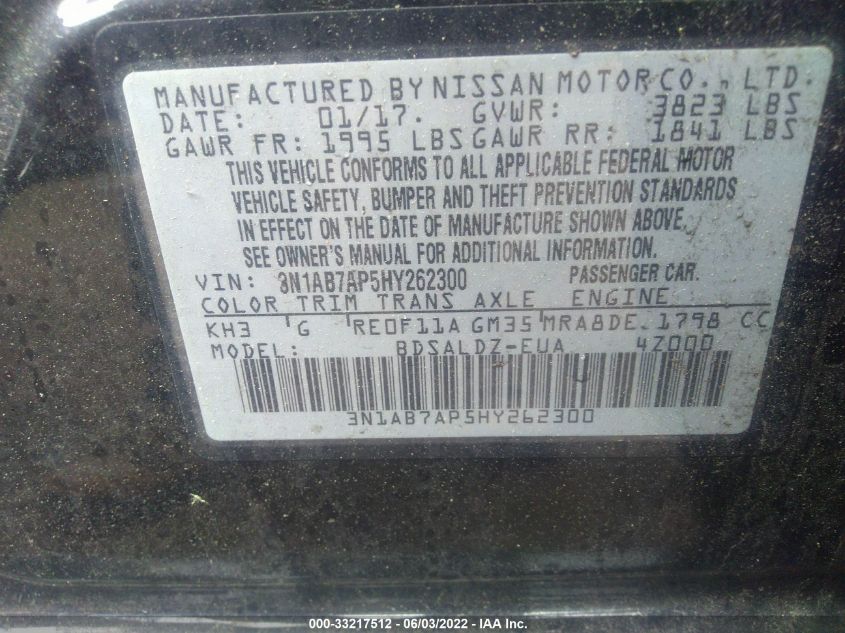 MANUFACTURED BY NISSAN MOTOR CO., LTD.
DATE: 01/17. GVWR: 3823 LBS
GAWR FR: 1995 LBS GAWR RR: 1841 LBS
THIS VEHICLE CONFORMS TO ALL APPLICABLE FEDERAL MOTOR
VEHICLE SAFETY, BUMPER AND THEFT PREVENTION STANDARDS
IN EFFECT ON THE DATE OF MANUFACTURE SHOWN ABOVE.
SEE OWNER'S MANUAL FOR ADDITIONAL INFORMATION.
VIN: 3N1AB7AP5HY262300 PASSENGER CAR.
COLOR TRIM TRANS AXLE ENGINE
KH3 G RE0F11A GM35 MRA8DE 1798 CC
MODEL: BDSALDZ-EUA 4Z000
3N1AB7AP5HY262300
000-33217512 - 06/03/2022 - IAA Inc.